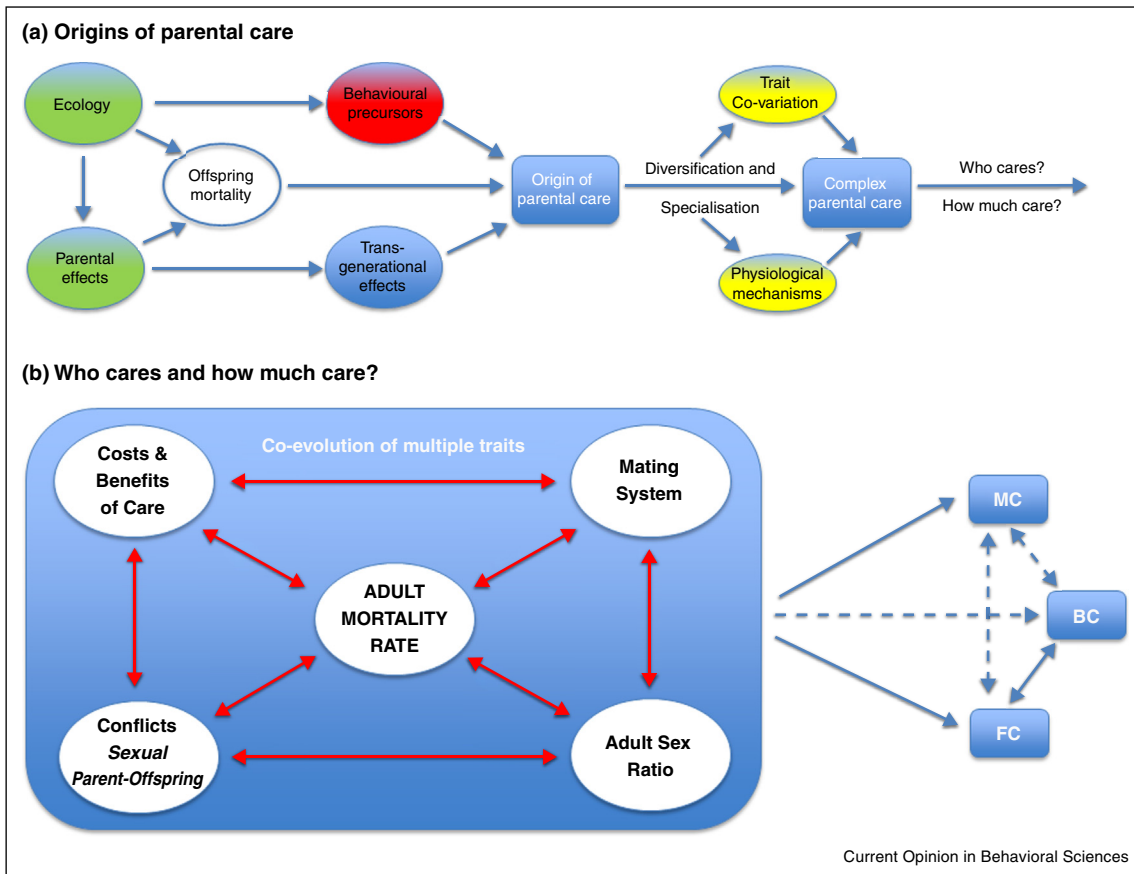 (a) Origins of parental care
Ecology
Behavioural
precursors
Trait
Co-variation
Offspring
mortality
Origin of
parental care
Diversification and
Specialisation
Complex
parental care
Who cares?
How much care?
Parental
effects
Trans-
generational
effects
Physiological
mechanisms
(b) Who cares and how much care?
Co-evolution of multiple traits
Costs &
Benefits
of Care
Mating
System
ADULT
MORTALITY
RATE
Conflicts
Sexual
Parent-Offspring
Adult Sex
Ratio
MC
BC
FC
Current Opinion in Behavioral Sciences